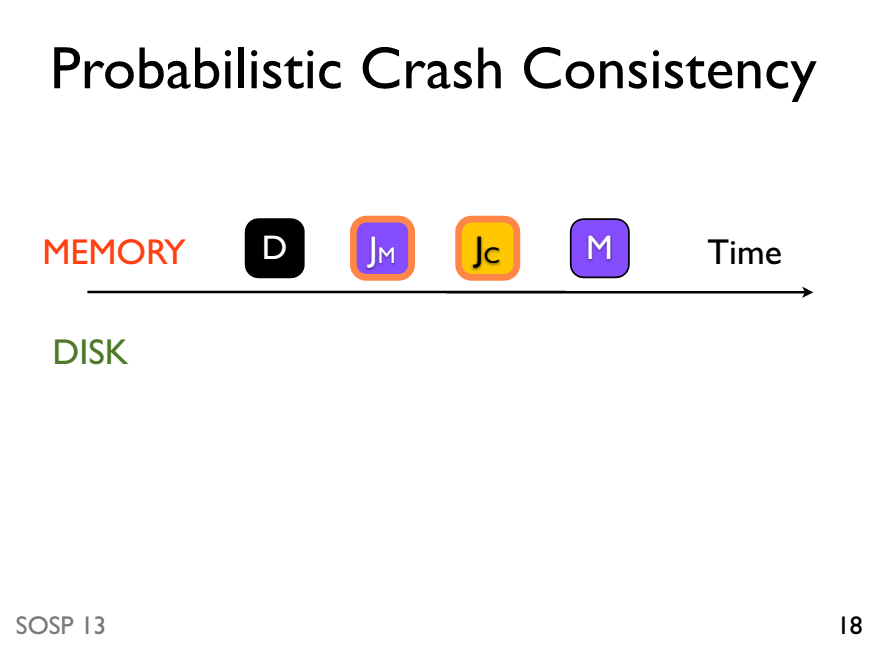 Probabilistic Crash Consistency
MEMORY D JM JC M Time
DISK
SOSP 13 18